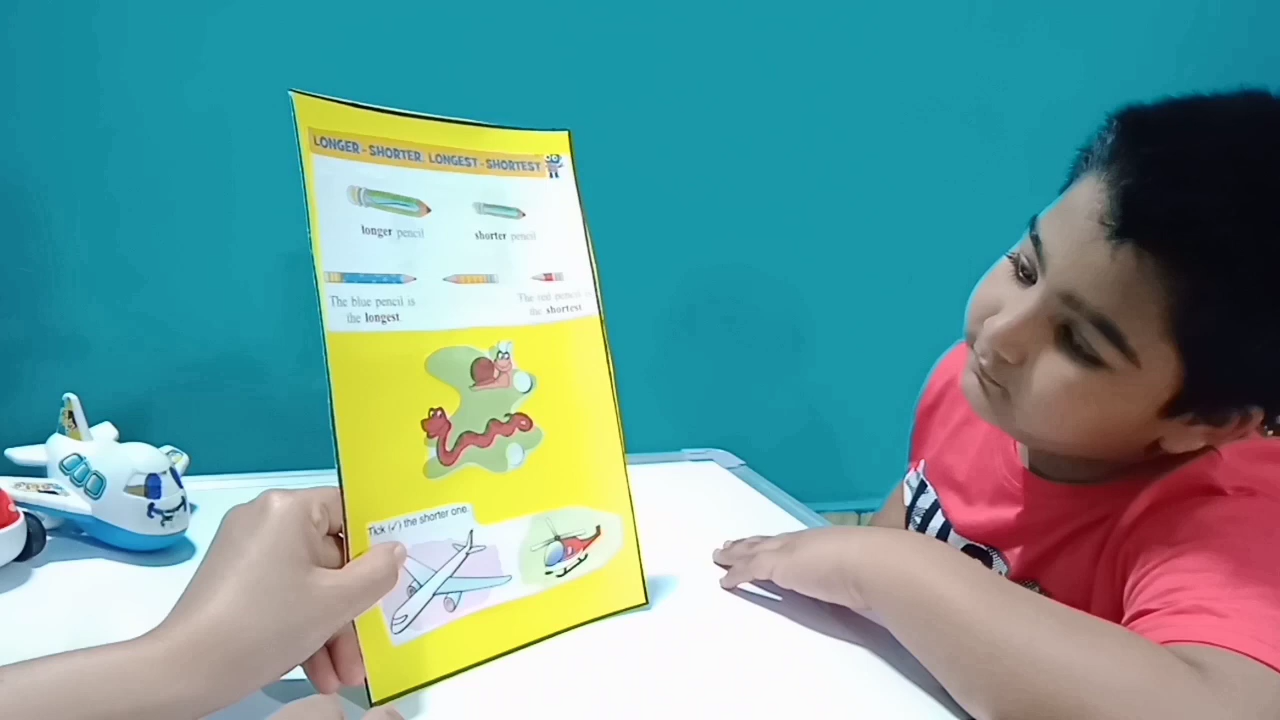 LONGER - SHORTER, LONGEST - SHORTEST
longer pencil
shorter pencil
The blue pencil is
the longest.
The red pencil is
the shortest
Tick (✓) the shorter one.